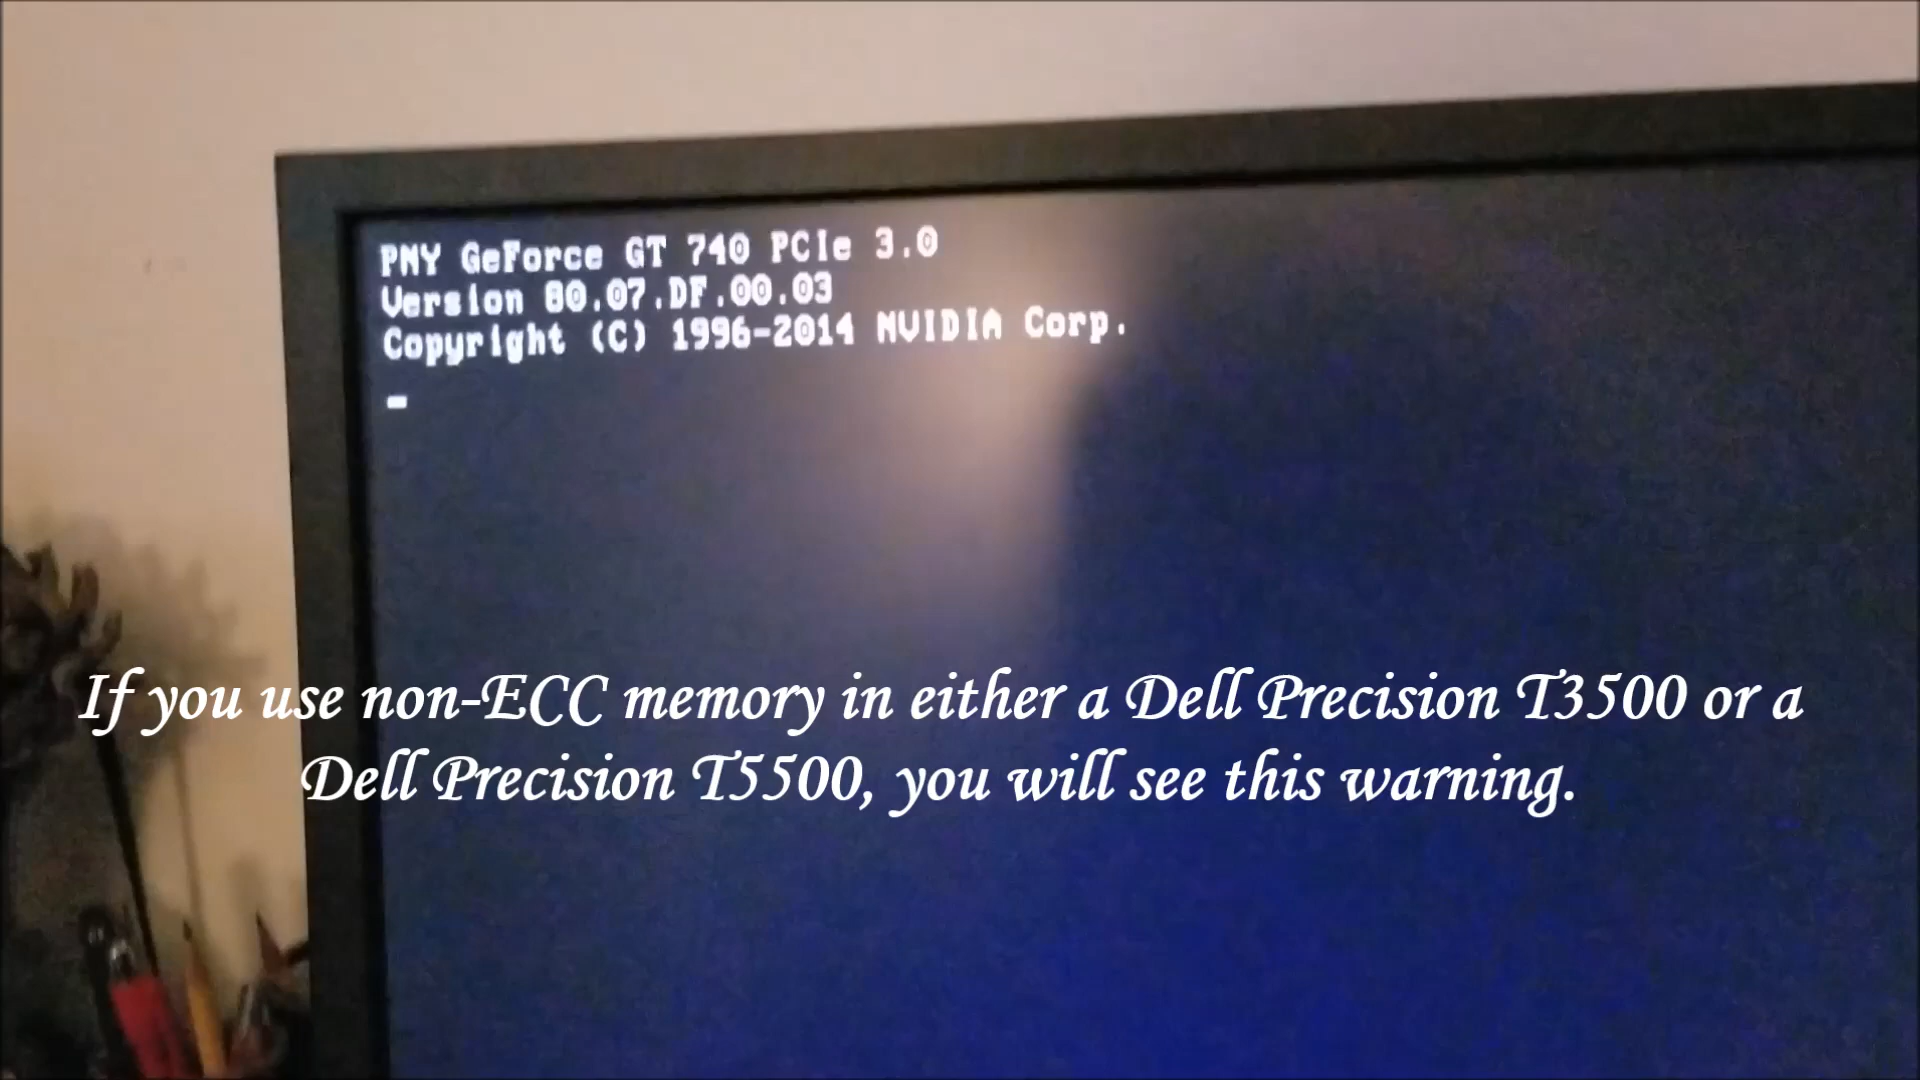 PNY GeForce GT 740 PCIe 3.0
Version 80.07.DF.00.03
Copyright (C) 1996-2014 NVIDIA Corp.
If you use non-ECC memory in either a Dell Precision T3500 or a
Dell Precision T5500, you will see this warning.